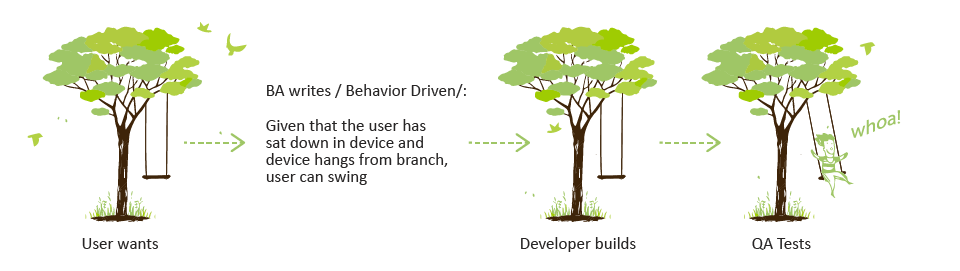 BA writes / Behavior Driven/:
Given that the user has
sat down in device and
device hangs from branch,
user can swing
whoa!
User wants
Developer builds
QA Tests